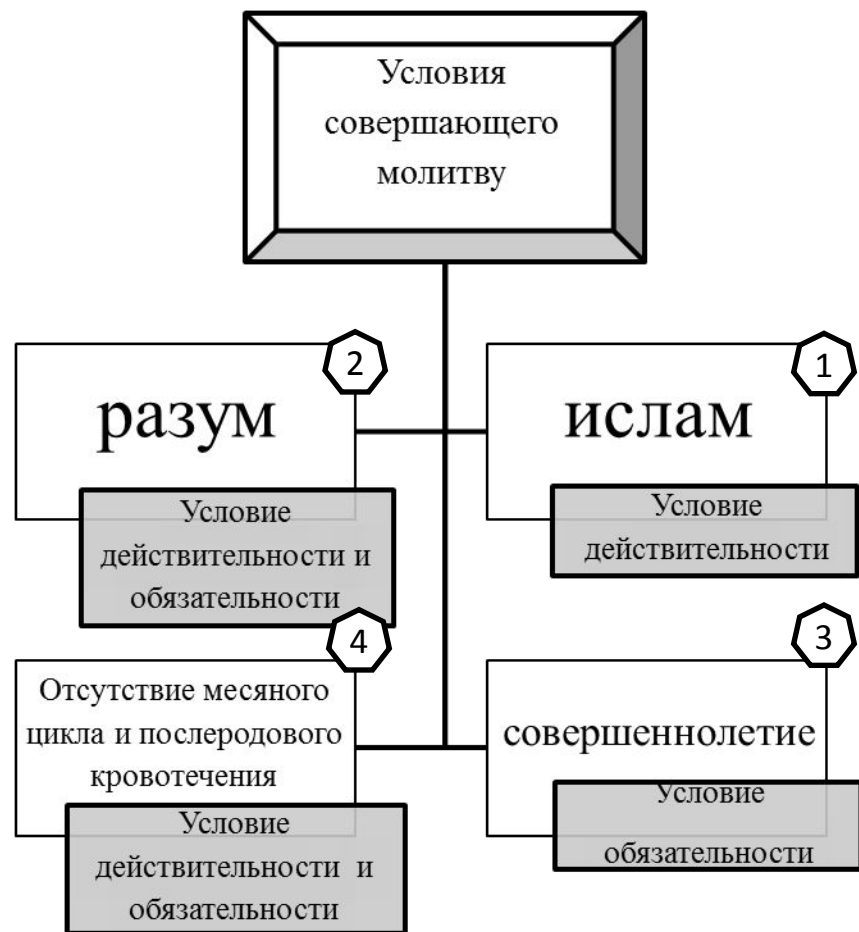 Условия
совершающего
молитву
2
разум
Условие
действительности и
обязательности
1
ислам
Условие
действительности
4
Отсутствие месяного
цикла и послеродового
кровотечения
Условие
действительности и
обязательности
3
совершеннолетие
Условие
обязательности